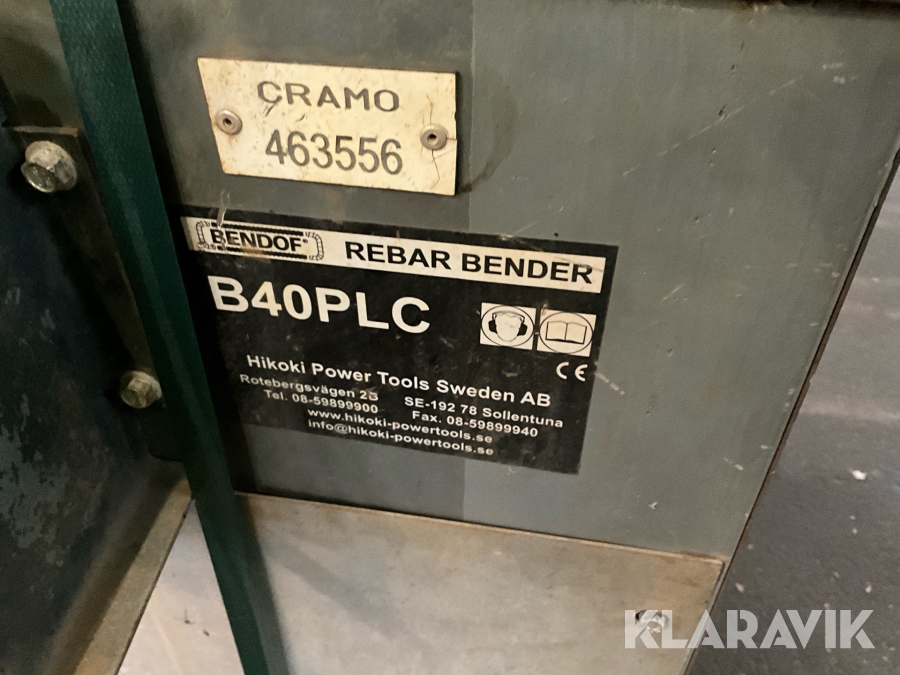 CRAMO
463556
BENDOF® REBAR BENDER
B40PLC
CE
Hikoki Power Tools Sweden AB
Rotebergsvägen 2B SE-192 78 Sollentuna
Tel. 08-59899900 Fax. 08-59899940
www.hikoki-powertools.se
info@hikoki-powertools.se
KLARAVIK